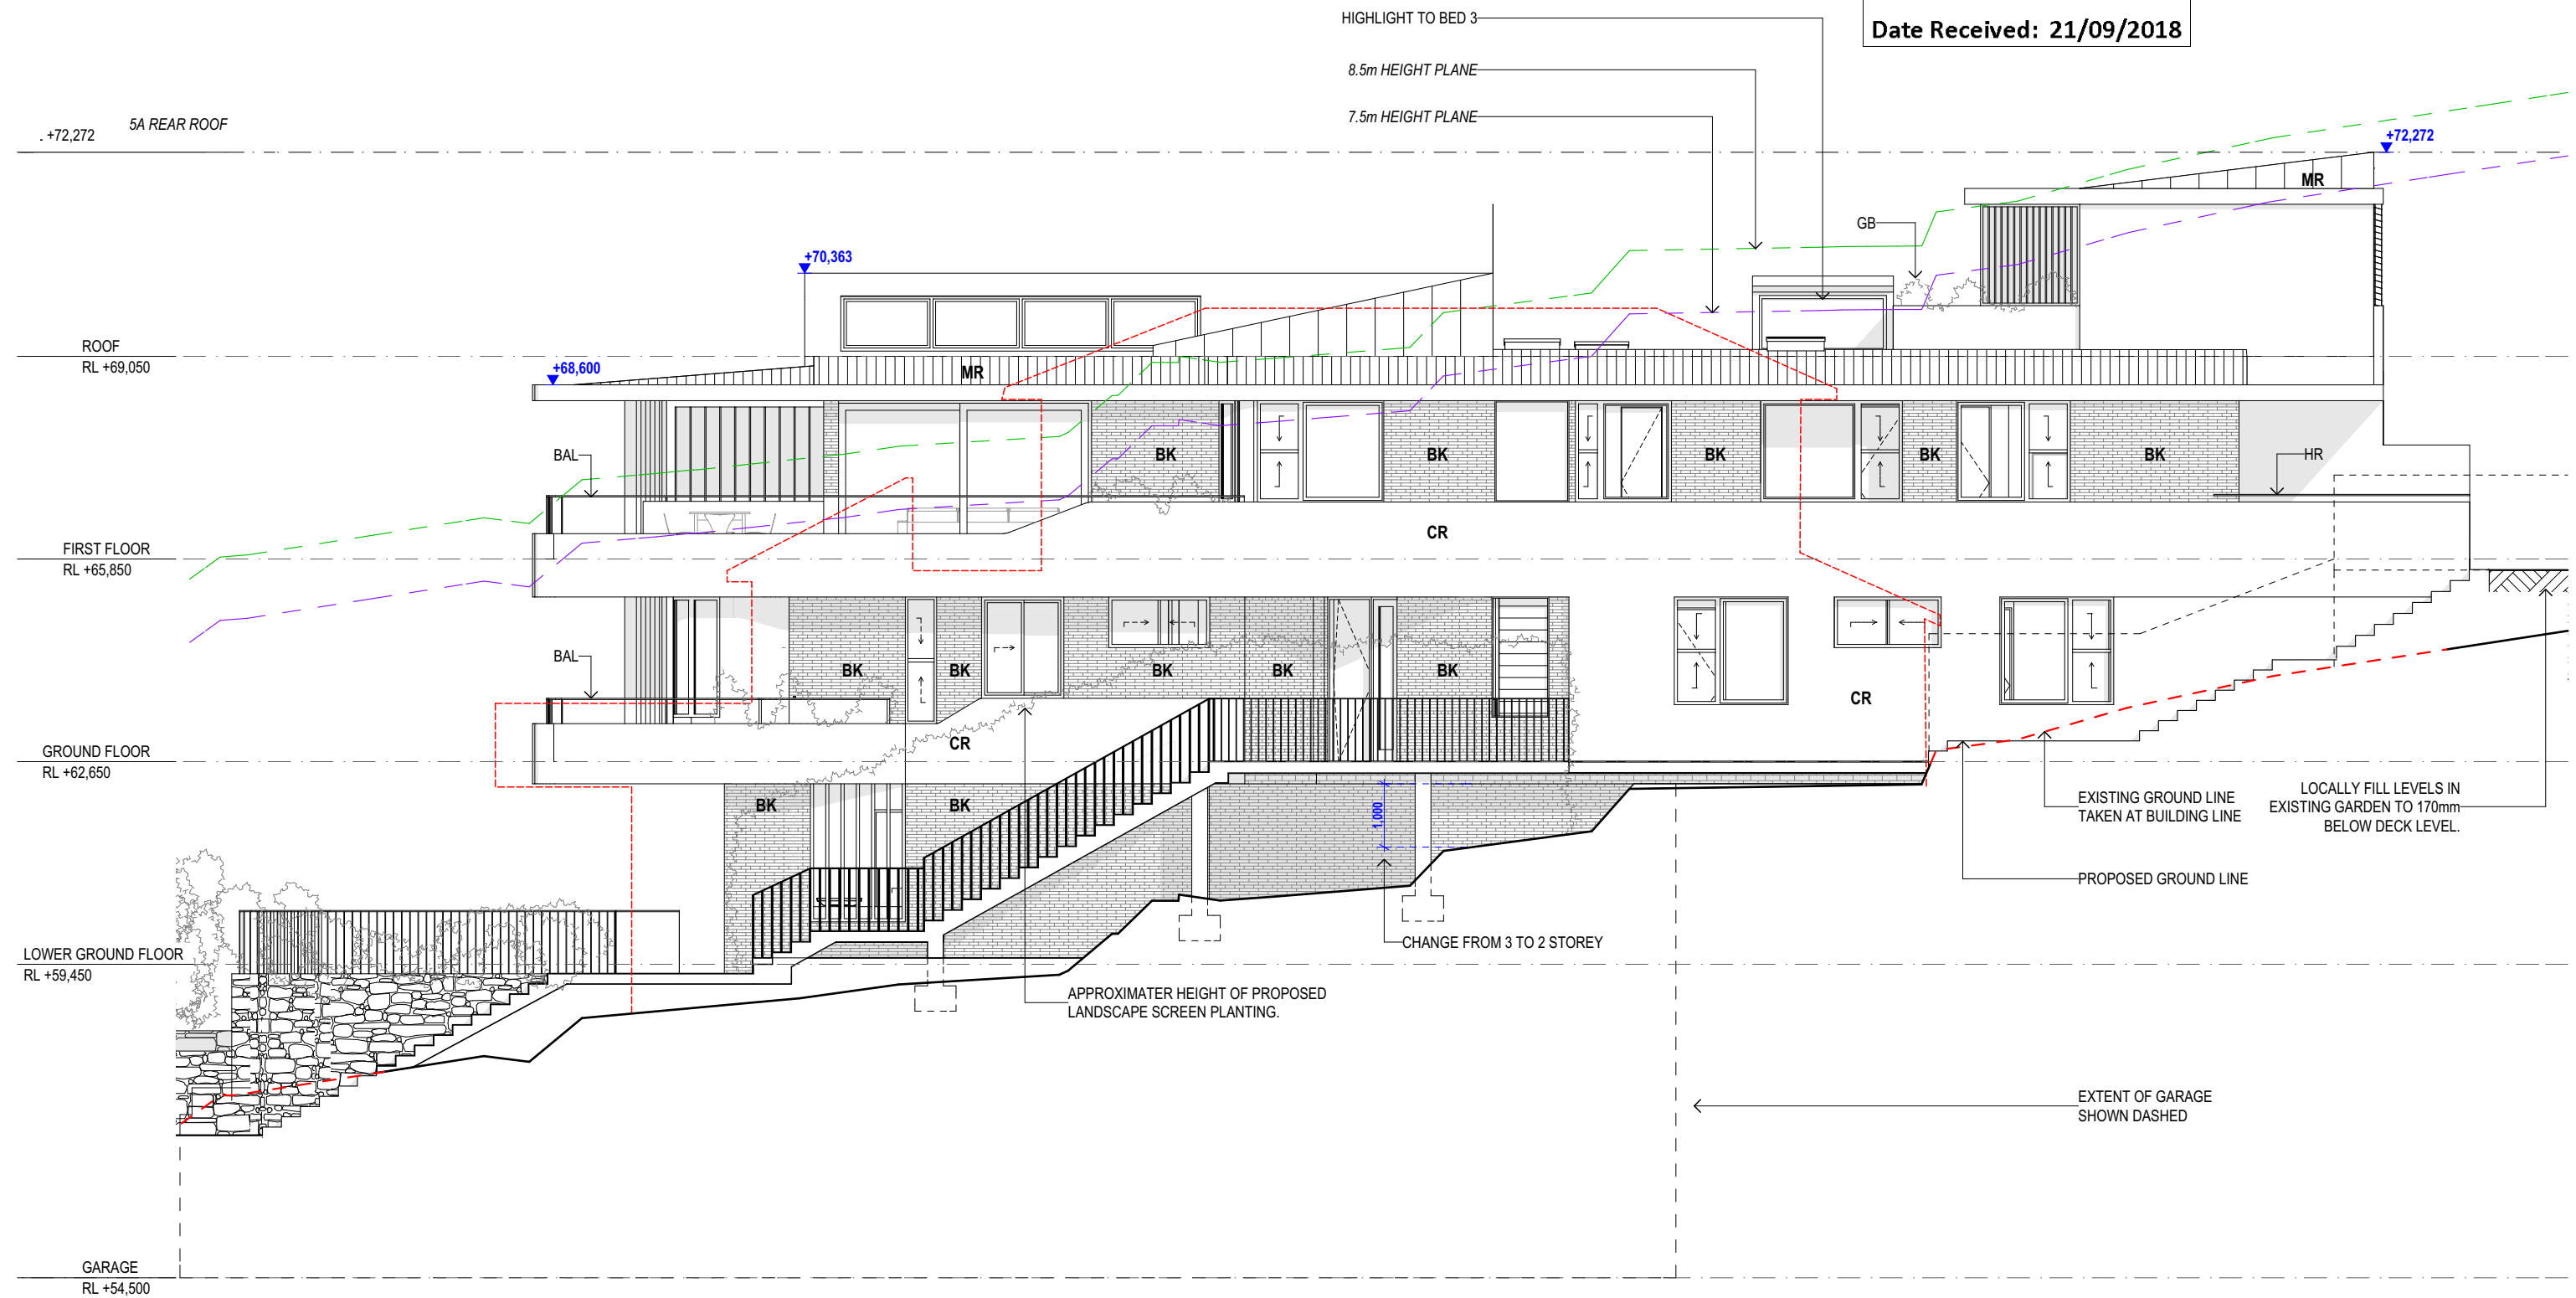 HIGHLIGHT TO BED 3
Date Received: 21/09/2018
8.5m HEIGHT PLANE
7.5m HEIGHT PLANE
5A REAR ROOF
+72,272
+72,272
MR
GB
+70,363
ROOF
RL +69,050
+68,600
MR
BAL
BK
BK
BK
BK
BK
HR
CR
FIRST FLOOR
RL +65,850
BAL
BK
BK
BK
BK
BK
CR
CR
GROUND FLOOR
RL +62,650
BK
BK
1,000
EXISTING GROUND LINE
TAKEN AT BUILDING LINE
LOCALLY FILL LEVELS IN
EXISTING GARDEN TO 170mm
BELOW DECK LEVEL.
PROPOSED GROUND LINE
CHANGE FROM 3 TO 2 STOREY
LOWER GROUND FLOOR
RL +59,450
APPROXIMATER HEIGHT OF PROPOSED
LANDSCAPE SCREEN PLANTING.
EXTENT OF GARAGE
SHOWN DASHED
GARAGE
RL +54,500